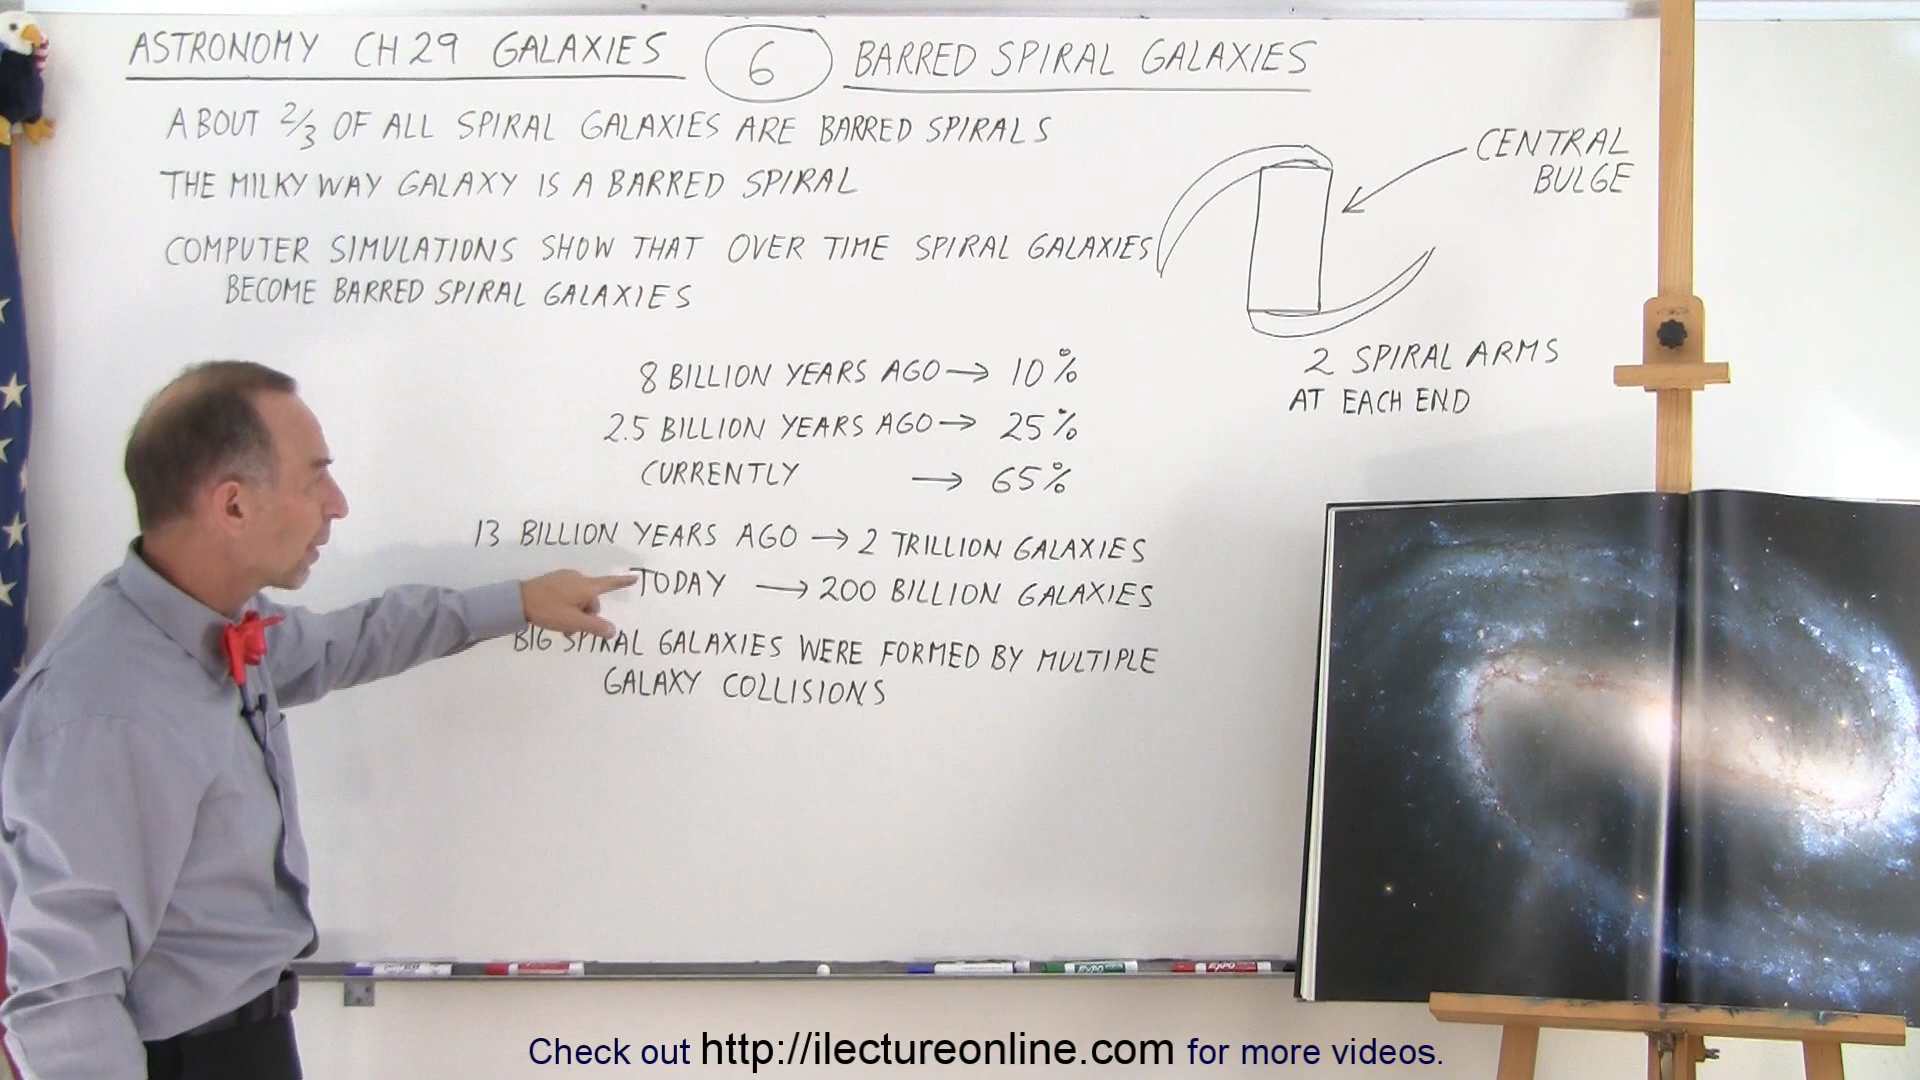 ASTRONOMY CH 29 GALAXIES 6 BARRED SPIRAL GALAXIES
ABOUT 2/3 OF ALL SPIRAL GALAXIES ARE BARRED SPIRALS
THE MILKY WAY GALAXY IS A BARRED SPIRAL
COMPUTER SIMULATIONS SHOW THAT OVER TIME SPIRAL GALAXIES
BECOME BARRED SPIRAL GALAXIES
8 BILLION YEARS AGO → 10%
2.5 BILLION YEARS AGO → 25%
CURRENTLY → 65%
13 BILLION YEARS AGO → 2 TRILLION GALAXIES
TODAY → 200 BILLION GALAXIES
BIG SPIRAL GALAXIES WERE FORMED BY MULTIPLE
GALAXY COLLISIONS
CENTRAL
BULGE
2 SPIRAL ARMS
AT EACH END
EXPO
EXPO
Check out http://ilectureonline.com for more videos.